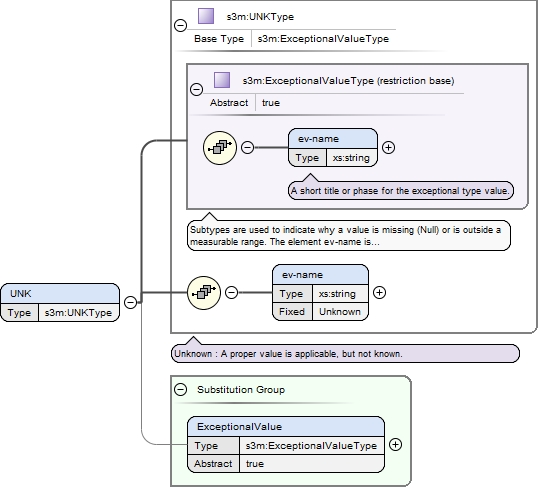 s3m:UNKType
Base Type s3m:ExceptionalValueType
s3m:ExceptionalValueType (restriction base)
Abstract true
ev-name
Type xs:string
A short title or phase for the exceptional type value.
Subtypes are used to indicate why a value is missing (Null) or is outside a
measurable range. The element ev-name is...
UNK
Type s3m:UNKType
ev-name
Type xs:string
Fixed Unknown
Unknown : A proper value is applicable, but not known.
Substitution Group
ExceptionalValue
Type s3m:ExceptionalValueType
Abstract true